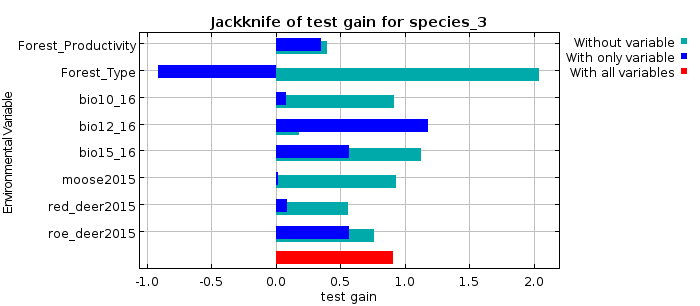 Jackknife of test gain for species_3
Without variable
With only variable
With all variables
Environmental Variable
Forest_Productivity
Forest_Type
bio10_16
bio12_16
bio15_16
moose2015
red_deer2015
roe_deer2015
-1.0 -0.5 0.0 0.5 1.0 1.5 2.0
test gain